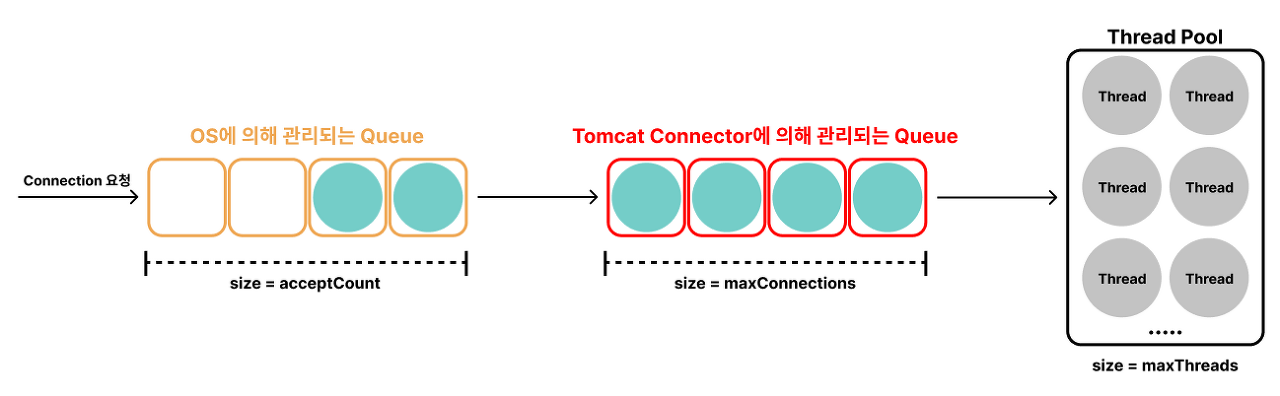 Thread Pool
Thread Thread
OS에 의해 관리되는 Queue
Tomcat Connector에 의해 관리되는 Queue
Connection 요청
Thread Thread
Thread Thread
size = acceptCount
size = maxConnections
.....
size = maxThreads